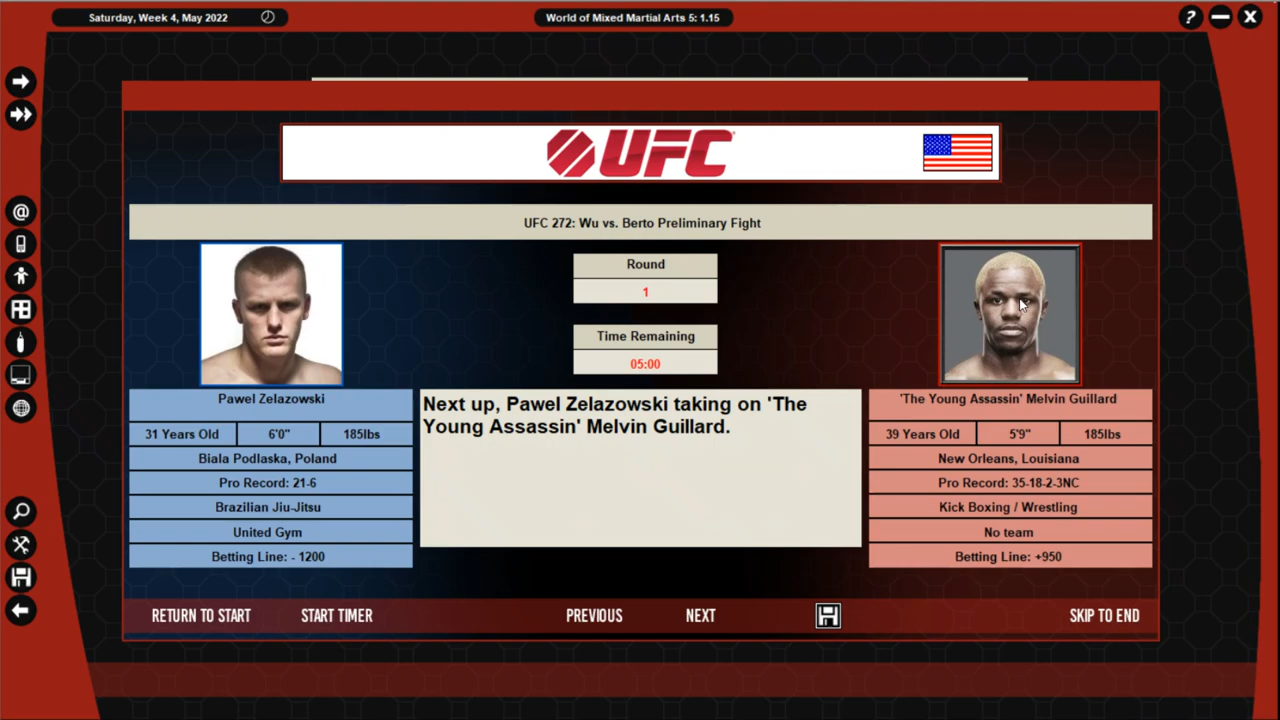 Saturday, Week 4, May 2022
World of Mixed Martial Arts 5: 1.15
?
X
UFC
UFC 272: Wu vs. Berto Preliminary Fight
Round
1
Time Remaining
05:00
Pawel Zelazowski
31 Years Old 6'0" 185lbs
Biala Podlaska, Poland
Pro Record: 21-6
Brazilian Jiu-Jitsu
United Gym
Betting Line: - 1200
Next up, Pawel Zelazowski taking on 'The
Young Assassin' Melvin Guillard.
'The Young Assassin' Melvin Guillard
39 Years Old 5'9" 185lbs
New Orleans, Louisiana
Pro Record: 35-18-2-3NC
Kick Boxing / Wrestling
No team
Betting Line: +950
@
RETURN TO START START TIMER PREVIOUS NEXT SKIP TO END